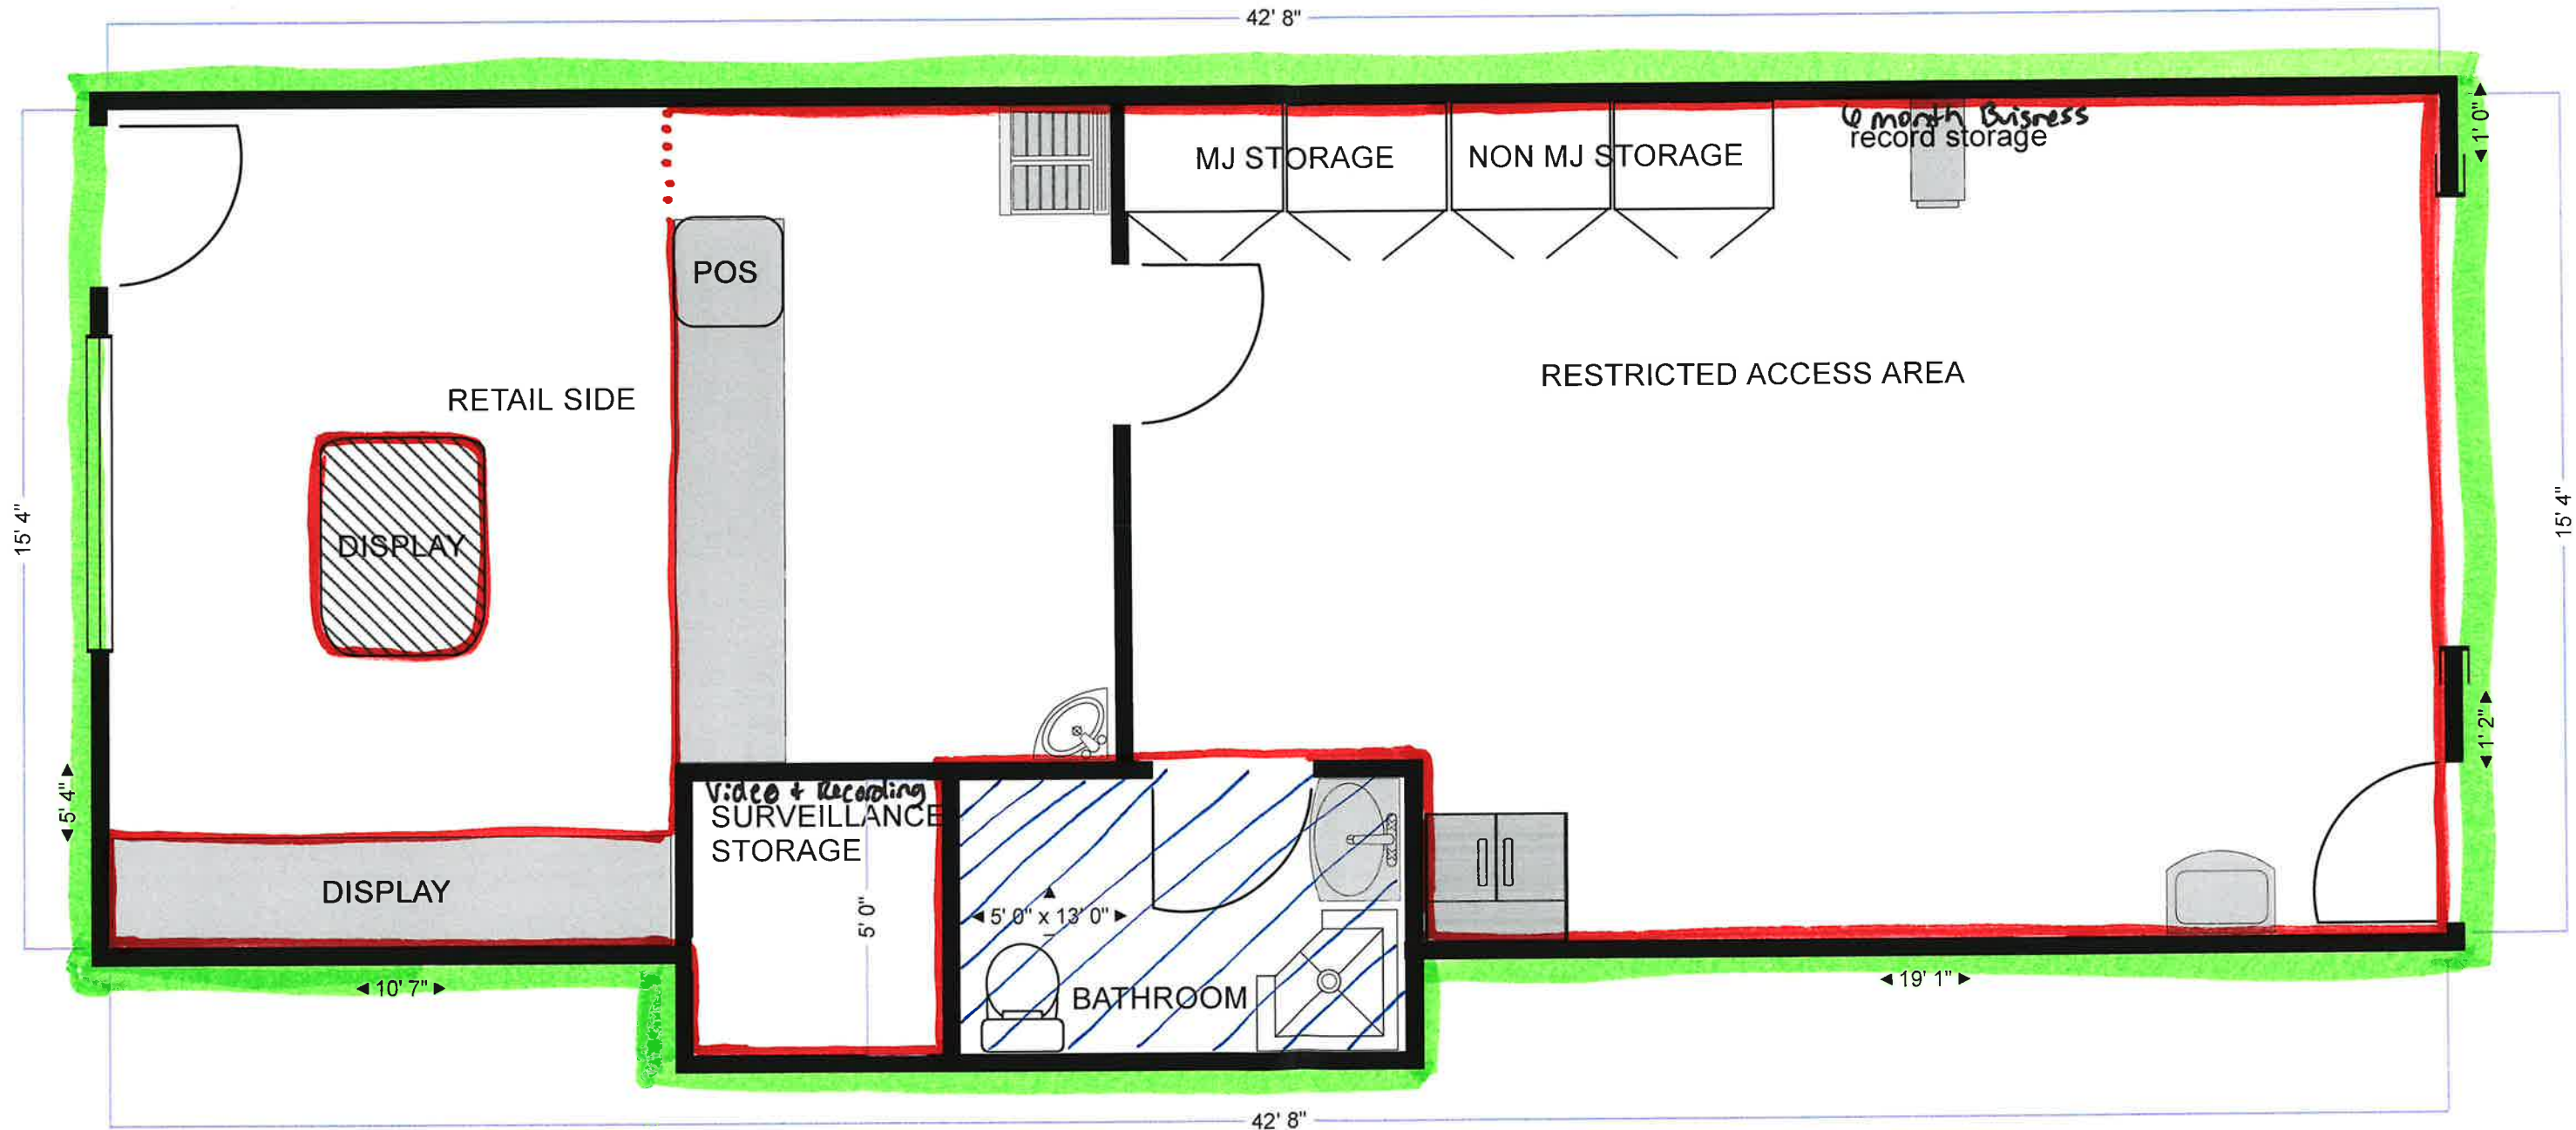 42' 8"
6 month Buisness
record storage
1' 0"
MJ STORAGE
NON MJ STORAGE
POS
RESTRICTED ACCESS AREA
RETAIL SIDE
15' 4"
15' 4"
DISPLAY
1' 2"
5' 4"
Video + Recording
SURVEILLANCE
STORAGE
DISPLAY
5' 0"
5' 0" x 13' 0"
BATHROOM
10' 7"
19' 1"
42' 8"